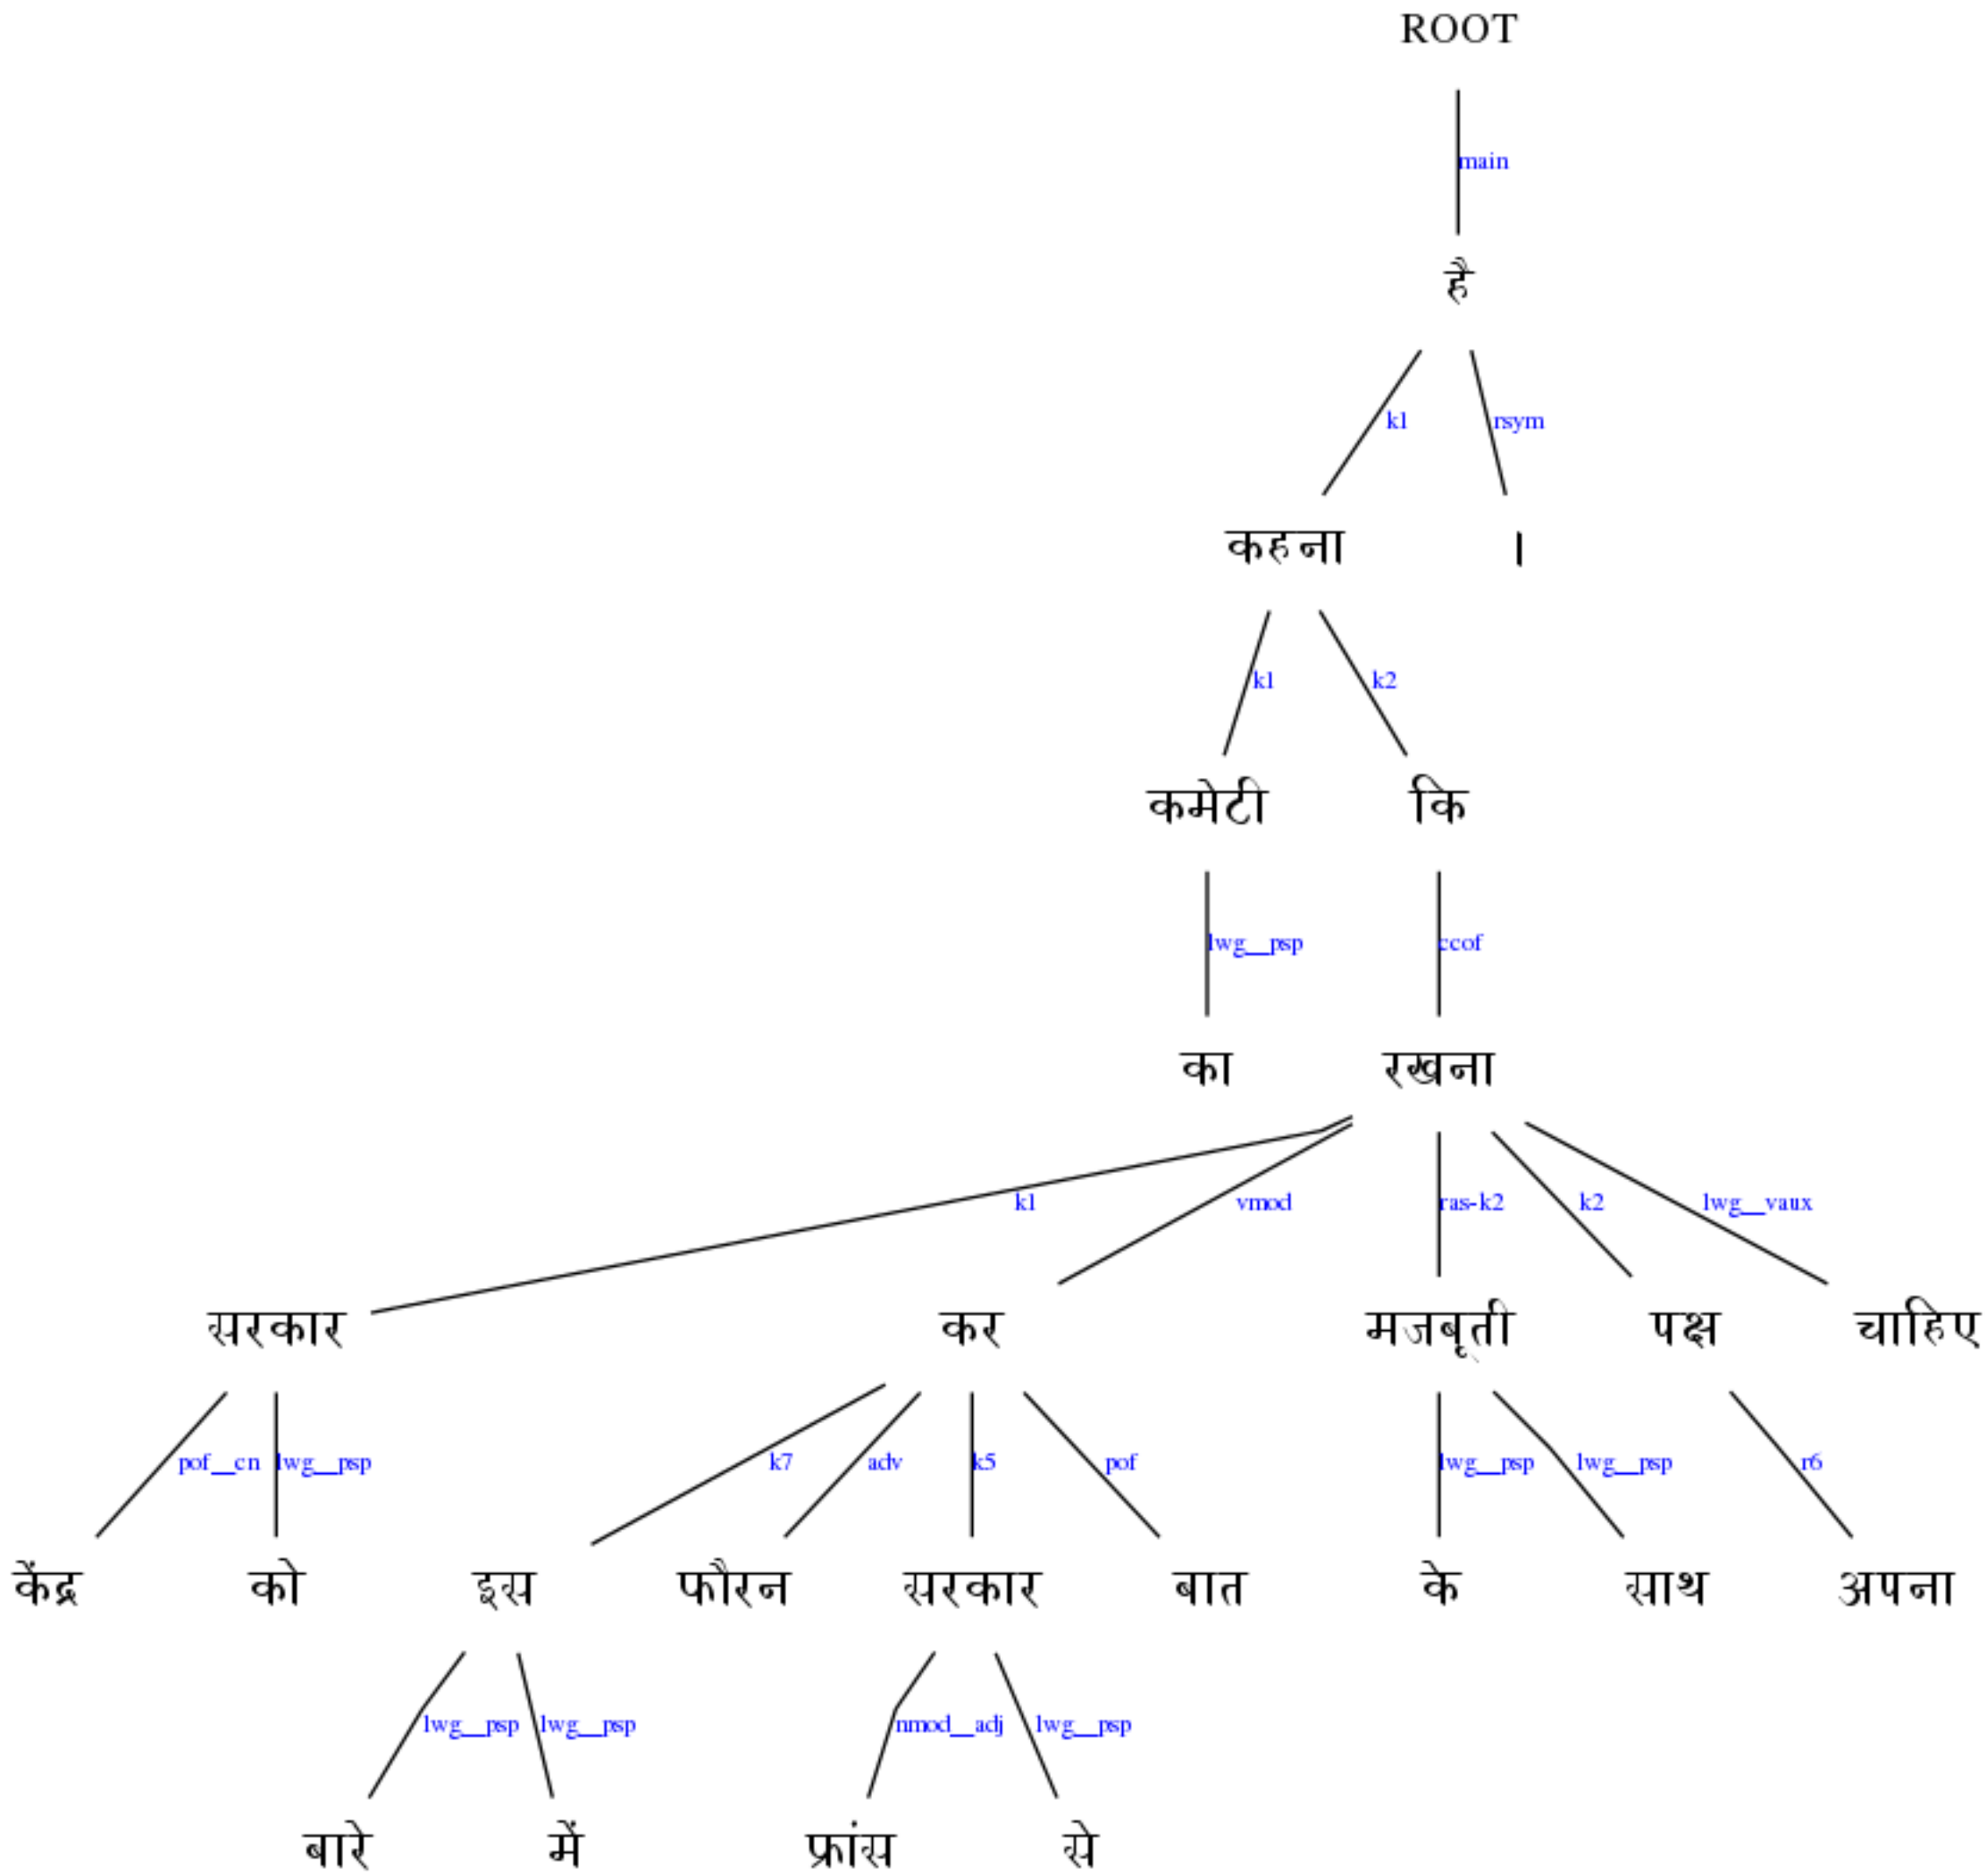 ROOT
main
है
k1 rsym
कहना ।
k1 k2
कमेटी कि
lwg__psp ccof
का रखना
k1 vmod ras-k2 k2 lwg__vaux
सरकार कर मजबूती पक्ष चाहिए
pof__cn lwg__psp k7 adv k5 pof lwg__psp lwg__psp r6
केंद्र को इस फौरन सरकार बात के साथ अपना
lwg__psp lwg__psp nmod__adj lwg__psp
बारे में फ्रांस से